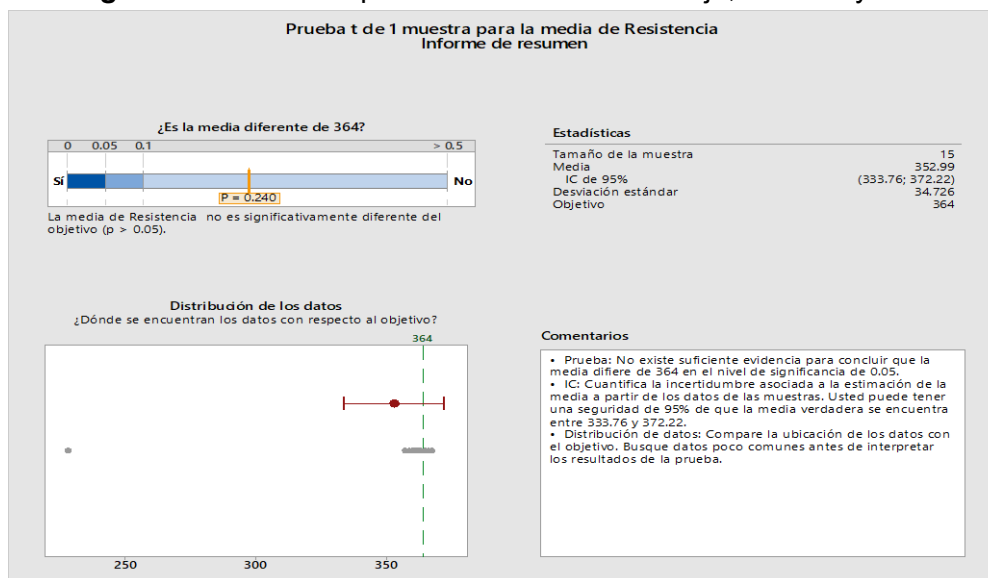 Prueba t de 1 muestra para la media de Resistencia
Informe de resumen
¿Es la media diferente de 364?
0 0.05 0.1 > 0.5
Sí No
P = 0.240
La media de Resistencia no es significativamente diferente del
objetivo (p > 0.05).
Estadísticas
Tamaño de la muestra 15
Media 352.99
IC de 95% (333.76; 372.22)
Desviación estándar 34.726
Objetivo 364
Distribución de los datos
¿Dónde se encuentran los datos con respecto al objetivo?
364
250 300 350
Comentarios
• Prueba: No existe suficiente evidencia para concluir que la
media difiere de 364 en el nivel de significancia de 0.05.
• IC: Cuantifica la incertidumbre asociada a la estimación de la
media a partir de los datos de las muestras. Usted puede tener
una seguridad de 95% de que la media verdadera se encuentra
entre 333.76 y 372.22.
• Distribución de datos: Compare la ubicación de los datos con
el objetivo. Busque datos poco comunes antes de interpretar
los resultados de la prueba.